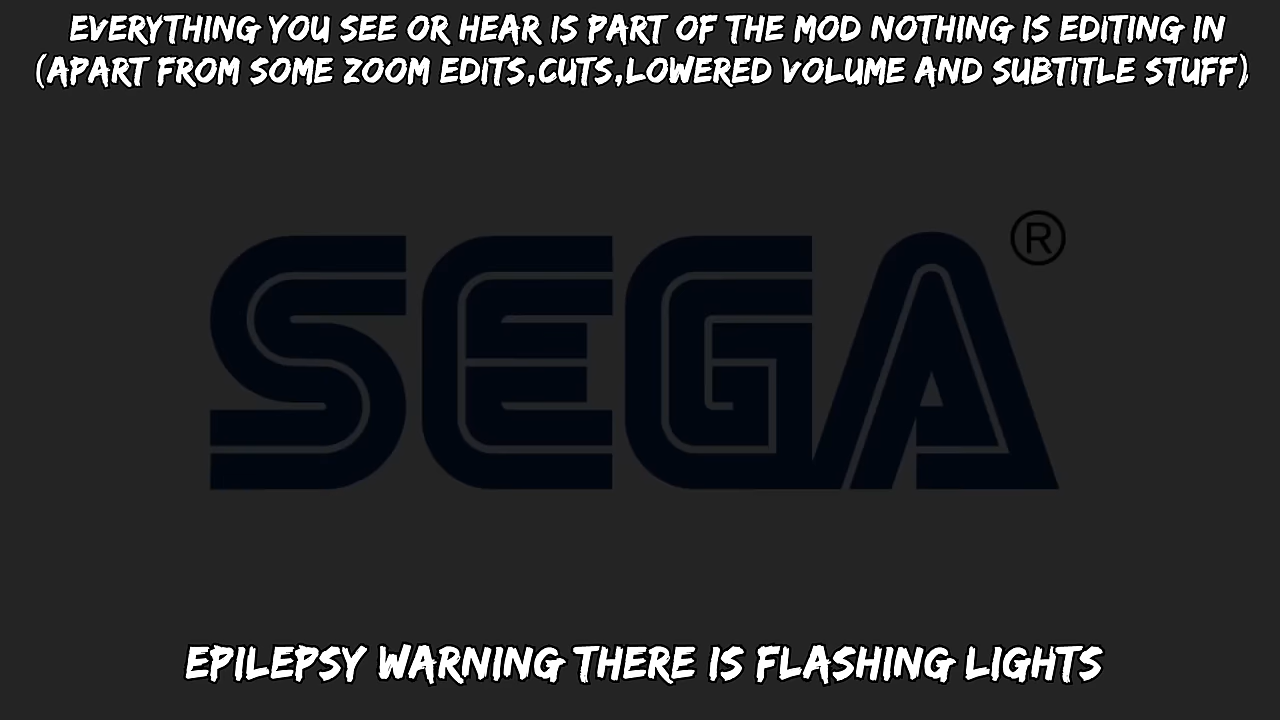 EVERYTHING YOU SEE OR HEAR IS PART OF THE MOD NOTHING IS EDITING IN
(APART FROM SOME ZOOM EDITS,CUTS,LOWERED VOLUME AND SUBTITLE STUFF)
SEGA®
EPILEPSY WARNING THERE IS FLASHING LIGHTS